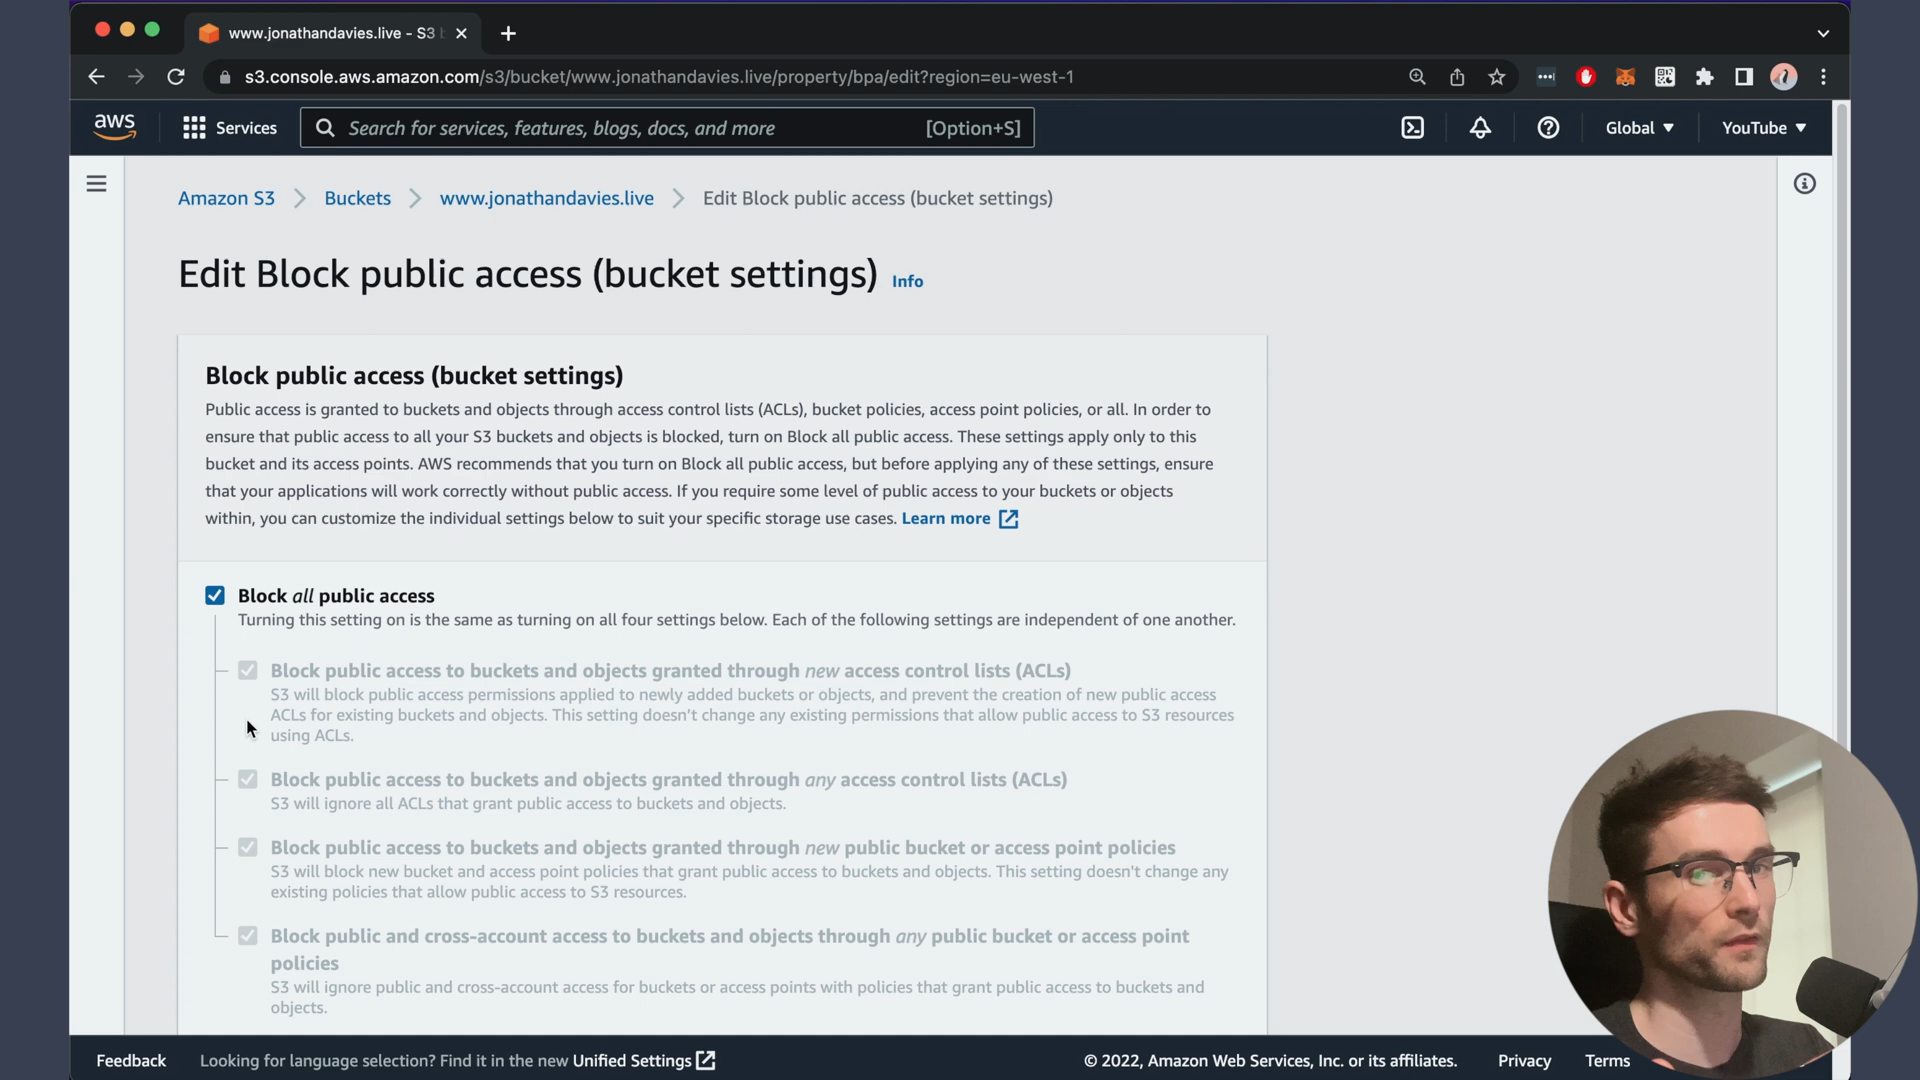 www.jonathandavies.live - S3
s3.console.aws.amazon.com/s3/bucket/www.jonathandavies.live/property/bpa/edit?region=eu-west-1
aws
Services
Search for services, features, blogs, docs, and more
[Option+S]
Global
YouTube
Amazon S3
Buckets
www.jonathandavies.live
Edit Block public access (bucket settings)
Edit Block public access (bucket settings) Info
Block public access (bucket settings)
Public access is granted to buckets and objects through access control lists (ACLs), bucket policies, access point policies, or all. In order to
ensure that public access to all your S3 buckets and objects is blocked, turn on Block all public access. These settings apply only to this
bucket and its access points. AWS recommends that you turn on Block all public access, but before applying any of these settings, ensure
that your applications will work correctly without public access. If you require some level of public access to your buckets or objects
within, you can customize the individual settings below to suit your specific storage use cases. Learn more
Block all public access
Turning this setting on is the same as turning on all four settings below. Each of the following settings are independent of one another.
Block public access to buckets and objects granted through new access control lists (ACLs)
S3 will block public access permissions applied to newly added buckets or objects, and prevent the creation of new public access
ACLs for existing buckets and objects. This setting doesn't change any existing permissions that allow public access to S3 resources
using ACLs.
Block public access to buckets and objects granted through any access control lists (ACLs)
S3 will ignore all ACLs that grant public access to buckets and objects.
Block public access to buckets and objects granted through new public bucket or access point policies
S3 will block new bucket and access point policies that grant public access to buckets and objects. This setting doesn't change any
existing policies that allow public access to S3 resources.
Block public and cross-account access to buckets and objects through any public bucket or access point
policies
S3 will ignore public and cross-account access for buckets or access points with policies that grant public access to buckets and
objects.
Feedback
Looking for language selection? Find it in the new Unified Settings
© 2022, Amazon Web Services, Inc. or its affiliates.
Privacy
Terms